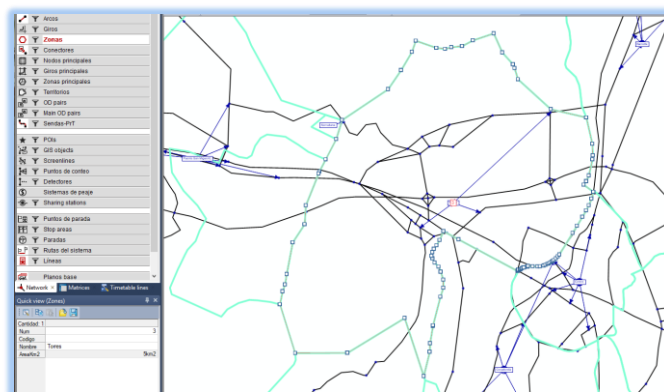 Arcos
Giros
Zonas
Conectores
Nodos principales
Giros principales
Zonas principales
Territorios
OD pairs
Main OD pairs
Sendas-PrT
POIs
GIS objects
Screenlines
Puntos de conteo
Detectores
Sistemas de peaje
Sharing stations
Puntos de parada
Stop areas
Paradas
Rutas del sistema
Líneas
Planos base
Network
Matrices
Timetable lines
Quick view (Zones)
Cantidad: 1
Num 3
Codigo
Nombre Torres
AreaKm2 5km2